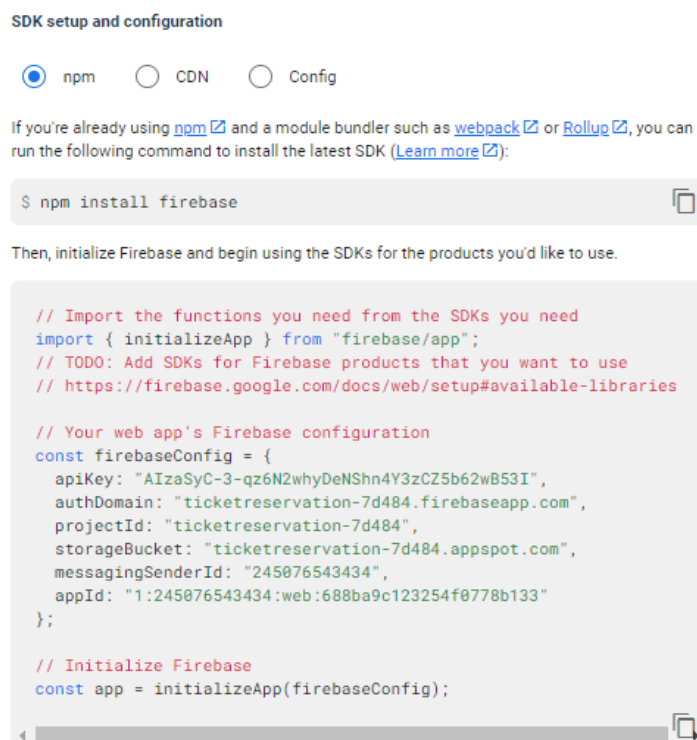 SDK setup and configuration
npm CDN Config
If you're already using npm and a module bundler such as webpack or Rollup, you can
run the following command to install the latest SDK (Learn more):
$ npm install firebase
Then, initialize Firebase and begin using the SDKs for the products you'd like to use.
// Import the functions you need from the SDKs you need
import { initializeApp } from "firebase/app";
// TODO: Add SDKs for Firebase products that you want to use
// https://firebase.google.com/docs/web/setup#available-libraries
// Your web app's Firebase configuration
const firebaseConfig = {
apiKey: "AIzaSyC-3-qz6N2whyDeNShn4Y3zCZ5b62wB53I",
authDomain: "ticketreservation-7d484.firebaseapp.com",
projectId: "ticketreservation-7d484",
storageBucket: "ticketreservation-7d484.appspot.com",
messagingSenderId: "245076543434",
appId: "1:245076543434:web:688ba9c123254f0778b133"
};
// Initialize Firebase
const app = initializeApp(firebaseConfig);